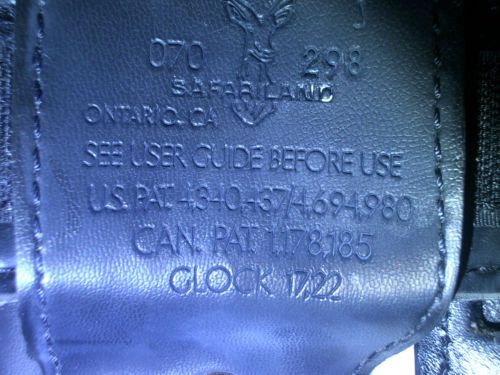 070 298
SAFARILAND
ONTARIO, CA
SEE USER GUIDE BEFORE USE
U.S. PAT. 4,340,437/4,694,980
CAN. PAT. 1,178,185
GLOCK 17,22